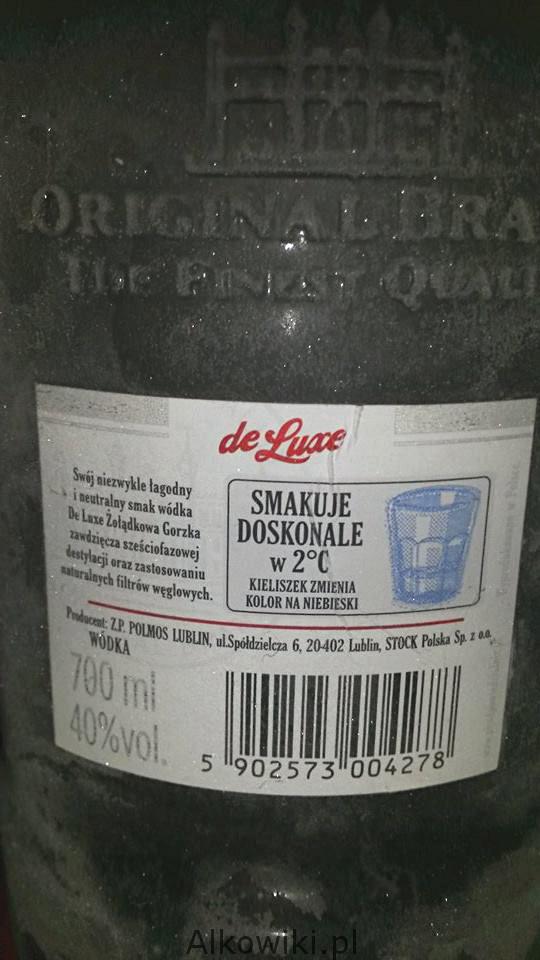 ORIGINAL BRA
THE FINEST QUALI
de Luxe
Swój niezwykle łagodny
i neutralny smak wódka
De Luxe Żołądkowa Gorzka
zawdzięcza sześciofazowej
destylacji oraz zastosowaniu
naturalnych filtrów węglowych.
SMAKUJE
DOSKONALE
w 2°C
KIELISZEK ZMIENIA
KOLOR NA NIEBIESKI
Producent: Z.P. POLMOS LUBLIN, ul.Spółdzielcza 6, 20-402 Lublin, STOCK Polska Sp. z o.o.
WÓDKA
700 ml
40%vol.
5 902573 004278
Alkowiki.pl